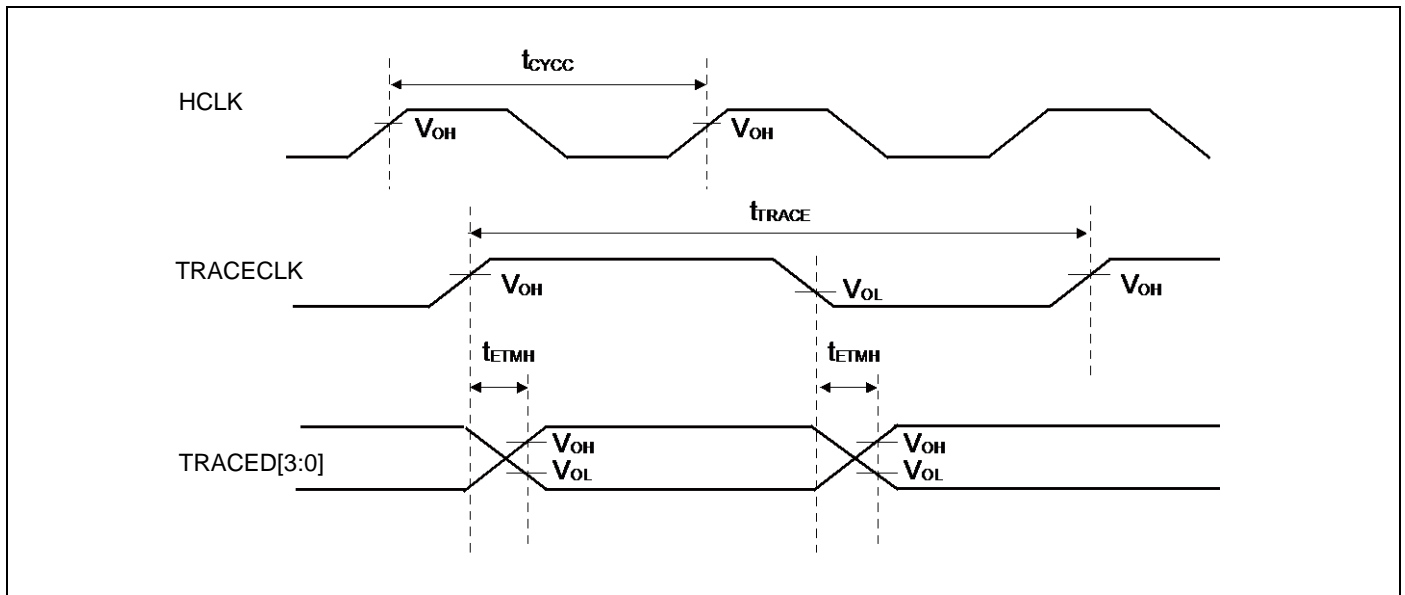 tCYCC
HCLK
VOH VOH
tTRACE
TRACECLK
VOH VOL VOH
tETMH tETMH
TRACED[3:0]
VOH VOH
VOL VOL